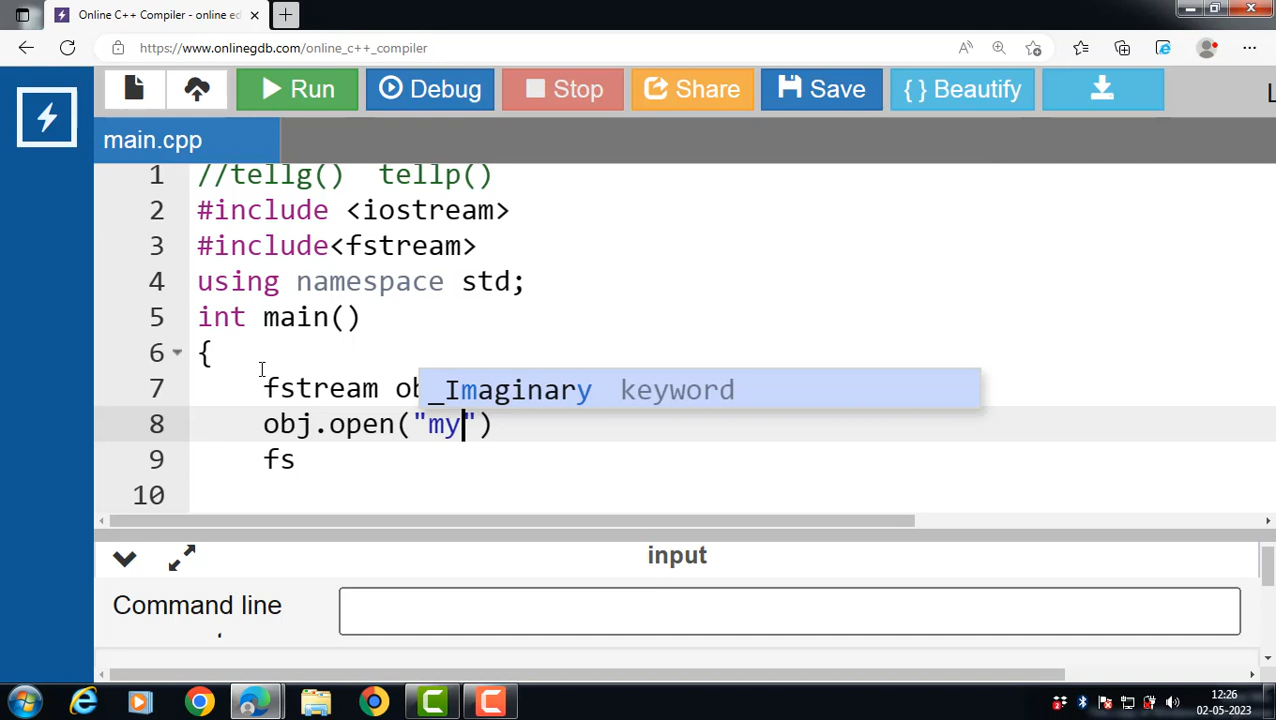 Online C++ Compiler - online ed
https://www.onlinegdb.com/online_c++_compiler
Run Debug Stop Share Save { } Beautify L
main.cpp
1 //tellg()  tellp()
2 #include <iostream>
3 #include<fstream>
4 using namespace std;
5 int main()
6 {
7 fstream ob
_Imaginary keyword
8 obj.open("my")
9 fs
10
input
Command line
12:26
02-05-2023